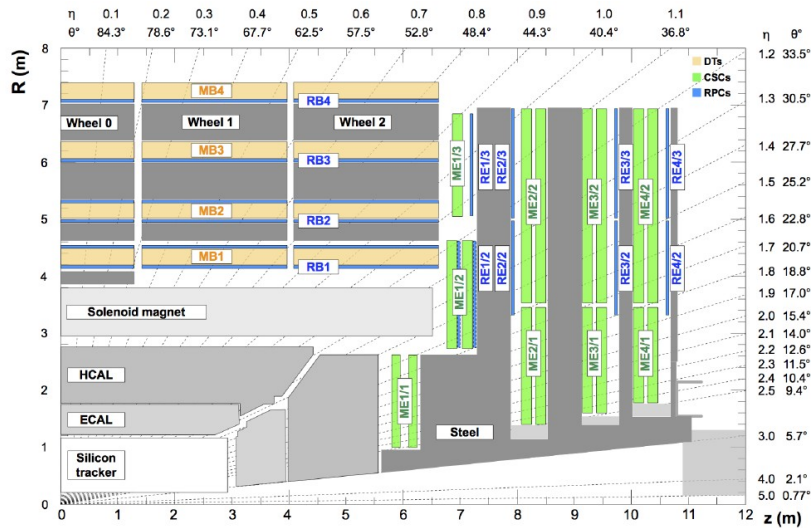 η 0.1 0.2 0.3 0.4 0.5 0.6 0.7 0.8 0.9 1.0 1.1 η θ°
θ° 84.3° 78.6° 73.1° 67.7° 62.5° 57.5° 52.8° 48.4° 44.3° 40.4° 36.8°
R (m)
8
7
6
5
4
3
2
1
0
1.2 33.5°
1.3 30.5°
1.4 27.7°
1.5 25.2°
1.6 22.8°
1.7 20.7°
1.8 18.8°
1.9 17.0°
2.0 15.4°
2.1 14.0°
2.2 12.6°
2.3 11.5°
2.4 10.4°
2.5 9.4°
3.0 5.7°
4.0 2.1°
5.0 0.77°
DTs
CSCs
RPCs
MB4
RB4
Wheel 0 Wheel 1 Wheel 2
MB3
RB3
MB2
RB2
MB1
RB1
Solenoid magnet
HCAL
ECAL
Silicon
tracker
Steel
ME1/3
RE1/3
RE2/3
ME2/2
ME3/2
RE3/3
ME4/2
RE4/3
ME1/2
RE1/2
RE2/2
RE3/2
RE4/2
ME1/1
ME2/1
ME3/1
ME4/1
0 1 2 3 4 5 6 7 8 9 10 11 12
z (m)